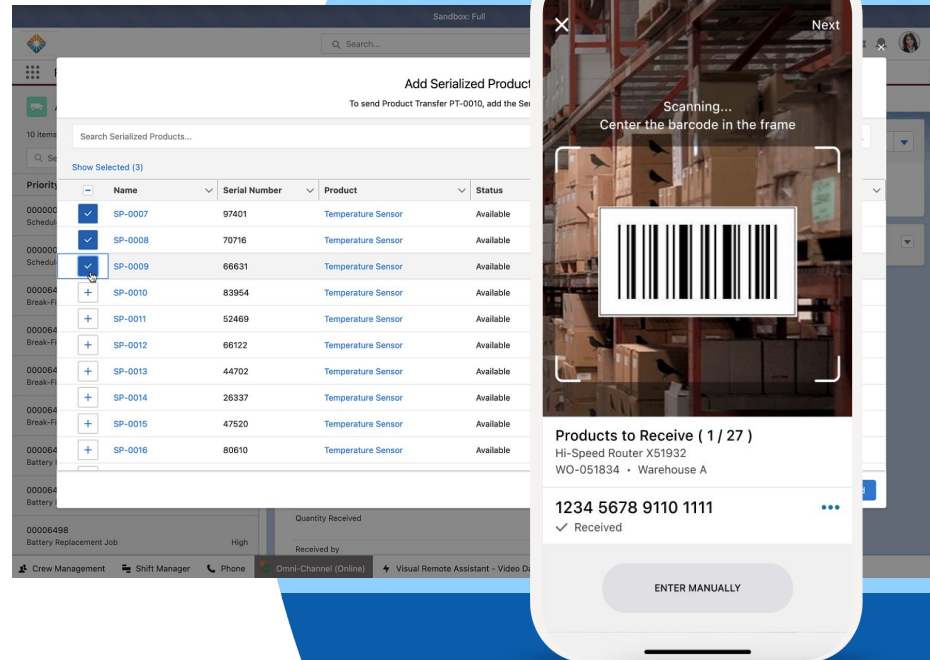 Sandbox: Full
Search...
Add Serialized Product
To send Product Transfer PT-0010, add the
10 items
Search Serialized Products...
Show Selected (3)
Priority
Name
Serial Number
Product
Status
SP-0007 97401 Temperature Sensor Available
SP-0008 70716 Temperature Sensor Available
SP-0009 66631 Temperature Sensor Available
SP-0010 83954 Temperature Sensor Available
SP-0011 52469 Temperature Sensor Available
SP-0012 66122 Temperature Sensor Available
SP-0013 44702 Temperature Sensor Available
SP-0014 26337 Temperature Sensor Available
SP-0015 47520 Temperature Sensor Available
SP-0016 80610 Temperature Sensor Available
Quantity Received
00006498
Battery Replacement Job High
Received by
Crew Management
Shift Manager
Phone
Omni-Channel (Online)
Visual Remote Assistant - Video
Next
Scanning...
Center the barcode in the frame
Products to Receive ( 1 / 27 )
Hi-Speed Router X51932
WO-051834 • Warehouse A
1234 5678 9110 1111
Received
ENTER MANUALLY